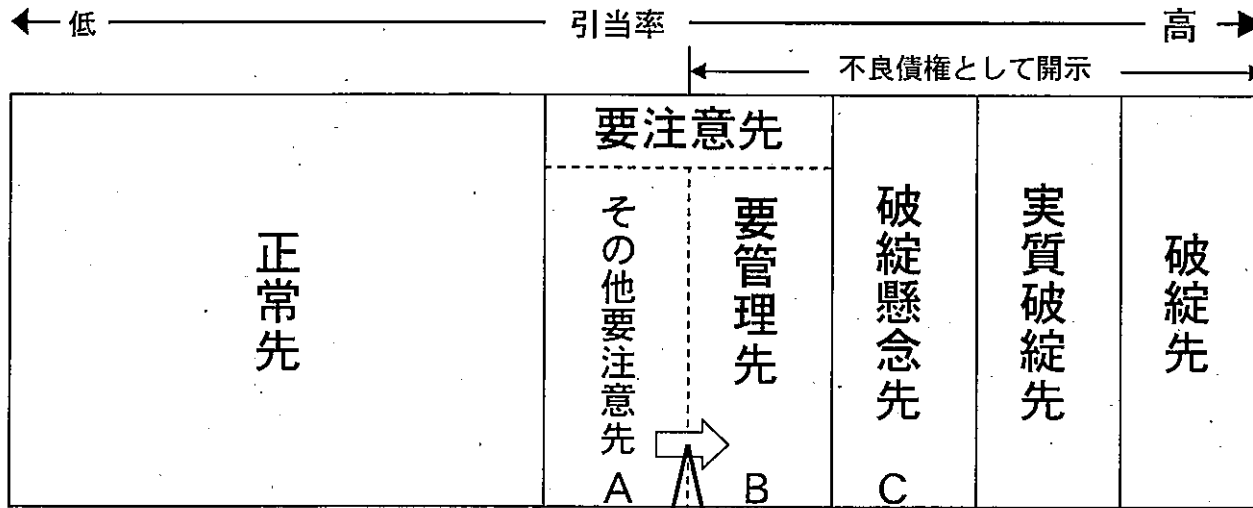 低 引当率 高
不良債権として開示
要注意先
正常先
その他要注意先
要管理先
破綻懸念先
実質破綻先
破綻先
A B C